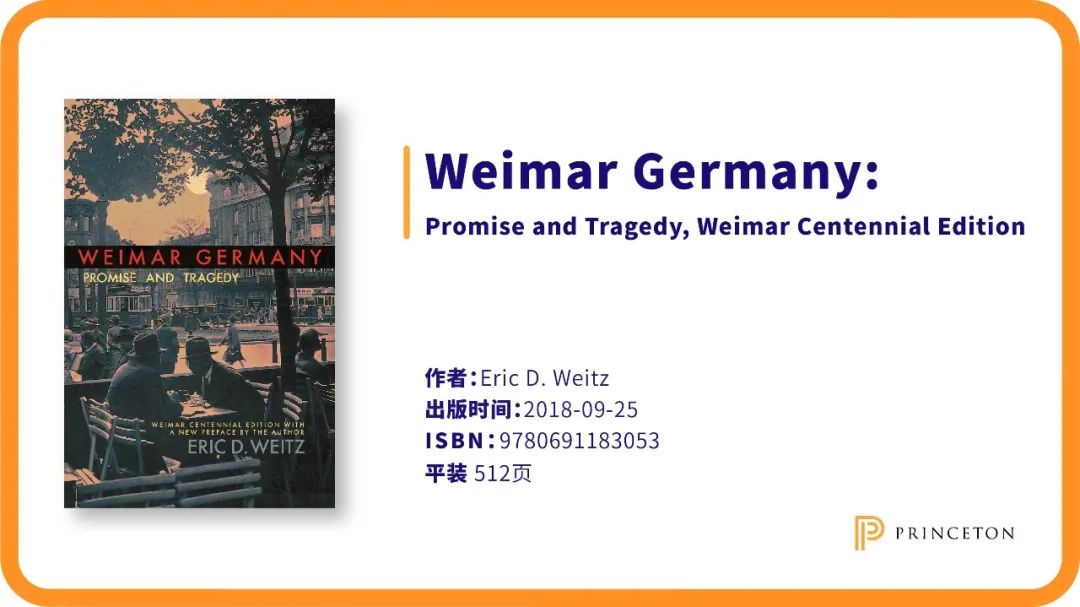 WEIMAR GERMANY
PROMISE AND TRAGEDY
WEIMAR CENTENNIAL EDITION WITH
A NEW PREFACE BY THE AUTHOR
ERIC D. WEITZ
Weimar Germany:
Promise and Tragedy, Weimar Centennial Edition
作者：Eric D. Weitz
出版时间：2018-09-25
ISBN：9780691183053
平装 512页
PRINCETON